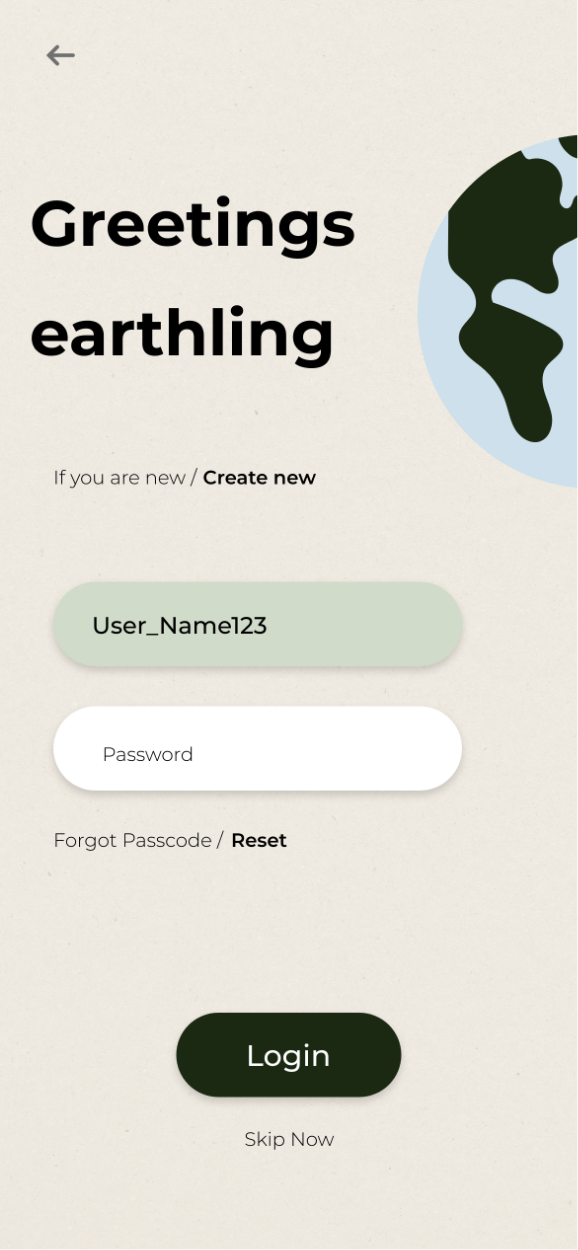 Greetings
earthling
If you are new / Create new
User_Name123
Password
Forgot Passcode / Reset
Login
Skip Now